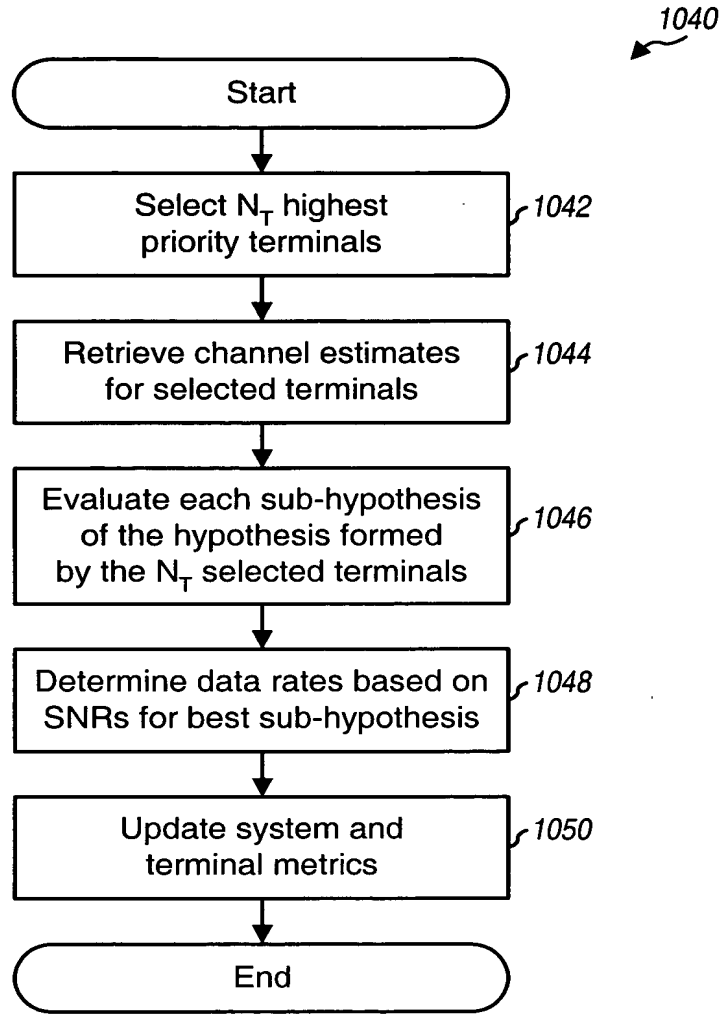 1040
Start
Select N_T highest
priority terminals
1042
Retrieve channel estimates
for selected terminals
1044
Evaluate each sub-hypothesis
of the hypothesis formed
by the N_T selected terminals
1046
Determine data rates based on
SNRs for best sub-hypothesis
1048
Update system and
terminal metrics
1050
End